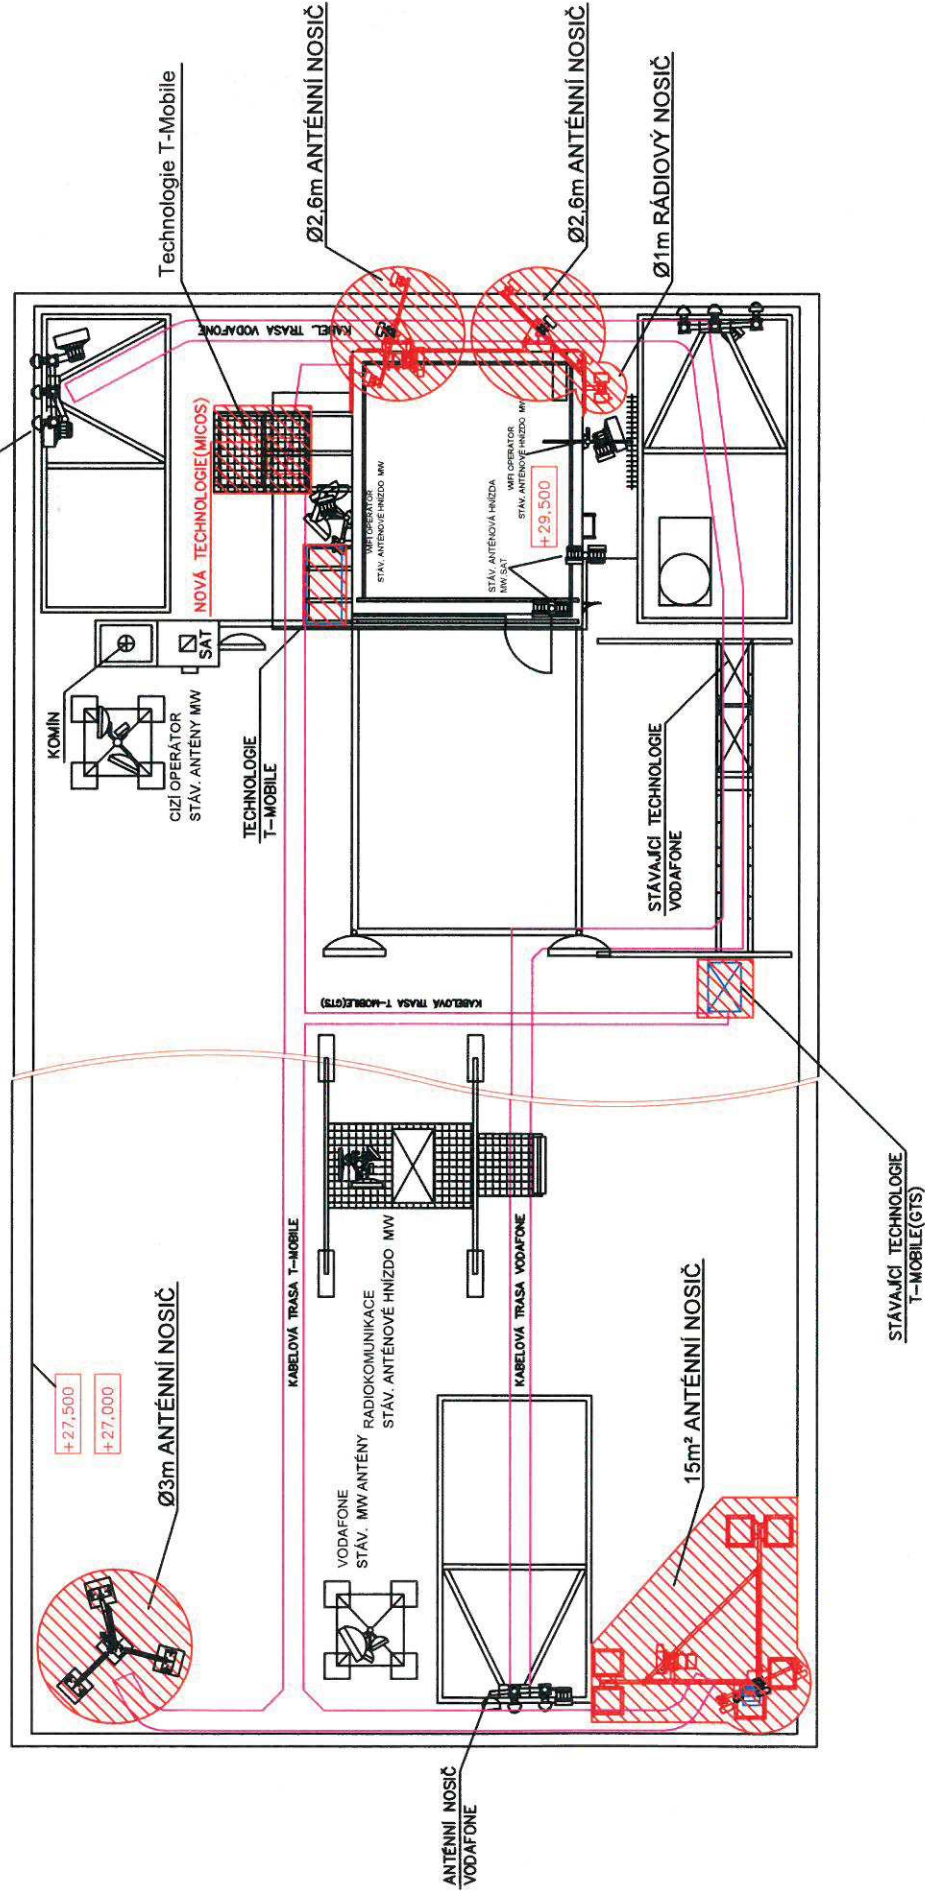 Technologie T-Mobile
Ø2,6m ANTÉNNÍ NOSIČ
Ø2,6m ANTÉNNÍ NOSIČ
Ø1m RÁDIOVÝ NOSIČ
KABEL. TRASA VODAFONE
NOVÁ TECHNOLOGIE(MICOS)
WIFI OPERÁTOR
STÁV. ANTÉNOVÉ HNÍZDO MW
WIFI OPERÁTOR
STÁV. ANTÉNOVÉ HNÍZDO MW
+29,500
STÁV. ANTÉNOVÁ HNÍZDA
MW SAT
KOMÍN
SAT
CIZÍ OPERÁTOR
STÁV. ANTÉNY MW
TECHNOLOGIE
T-MOBILE
STÁVAJÍCÍ TECHNOLOGIE
VODAFONE
KABELOVÁ TRASA T-MOBILE(GTS)
STÁVAJÍCÍ TECHNOLOGIE
T-MOBILE(GTS)
KABELOVÁ TRASA T-MOBILE
KABELOVÁ TRASA VODAFONE
RADIOKOMUNIKACE
STÁV. ANTÉNOVÉ HNÍZDO MW
+27,500
+27,000
Ø3m ANTÉNNÍ NOSIČ
VODAFONE
STÁV. MW ANTÉNY
15m² ANTÉNNÍ NOSIČ
ANTÉNNÍ NOSIČ
VODAFONE